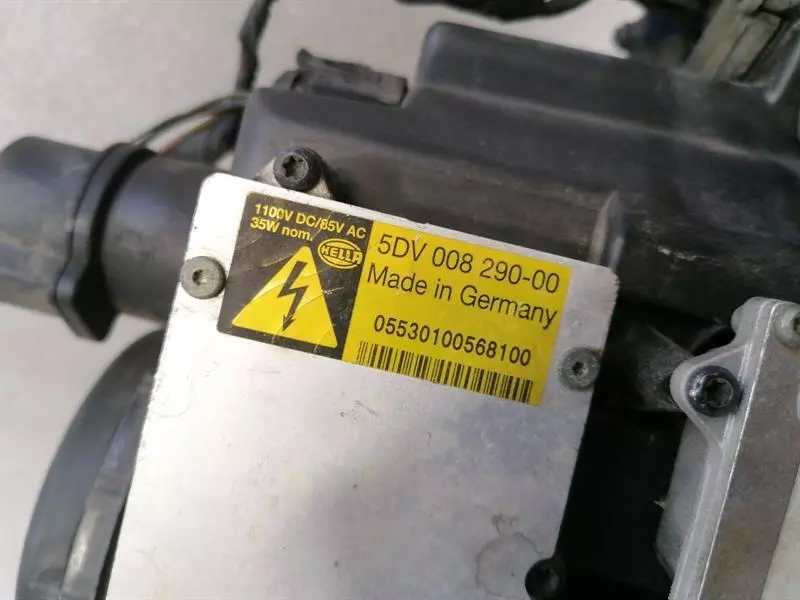 1100V DC/85V AC
35W nom.
HELLA
5DV 008 290-00
Made in Germany
05530100568100